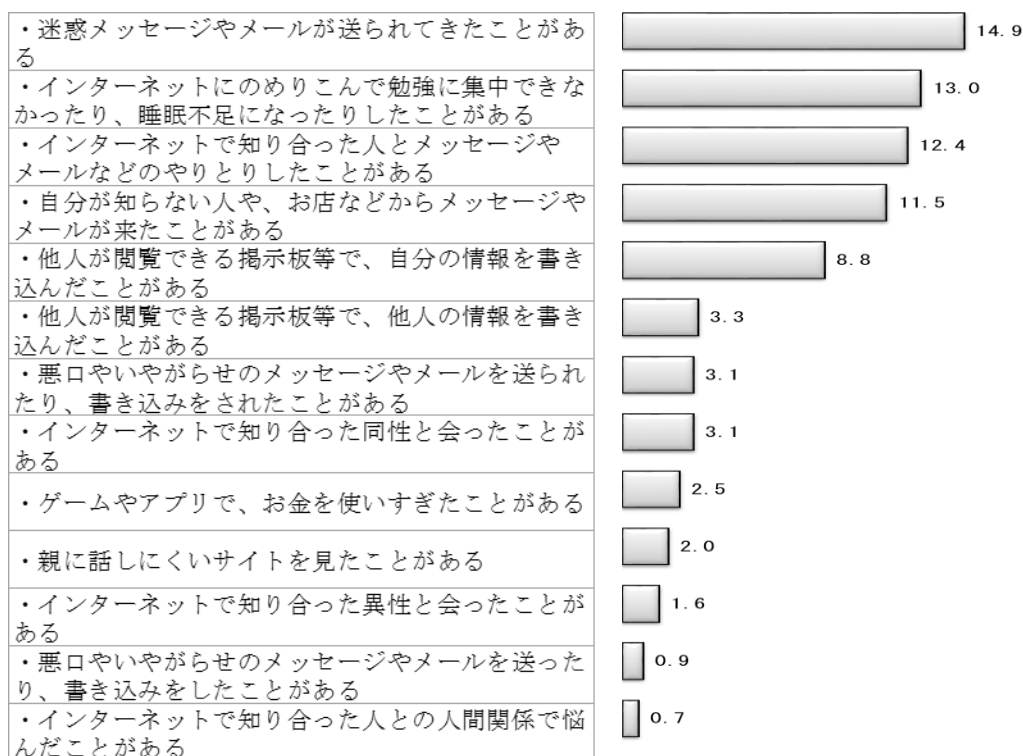 ・迷惑メッセージやメールが送られてきたことがあ
る
14.9
・インターネットにのめりこんで勉強に集中できな
かったり、睡眠不足になったりしたことがある
13.0
・インターネットで知り合った人とメッセージや
メールなどのやりとりしたことがある
12.4
・自分が知らない人や、お店などからメッセージや
メールが来たことがある
11.5
・他人が閲覧できる掲示板等で、自分の情報を書き
込んだことがある
8.8
・他人が閲覧できる掲示板等で、他人の情報を書き
込んだことがある
3.3
・悪口やいやがらせのメッセージやメールを送られ
たり、書き込みをされたことがある
3.1
・インターネットで知り合った同性と会ったことが
ある
3.1
・ゲームやアプリで、お金を使いすぎたことがある
2.5
・親に話しにくいサイトを見たことがある
2.0
・インターネットで知り合った異性と会ったことが
ある
1.6
・悪口やいやがらせのメッセージやメールを送った
り、書き込みをしたことがある
0.9
・インターネットで知り合った人との人間関係で悩
んだことがある
0.7